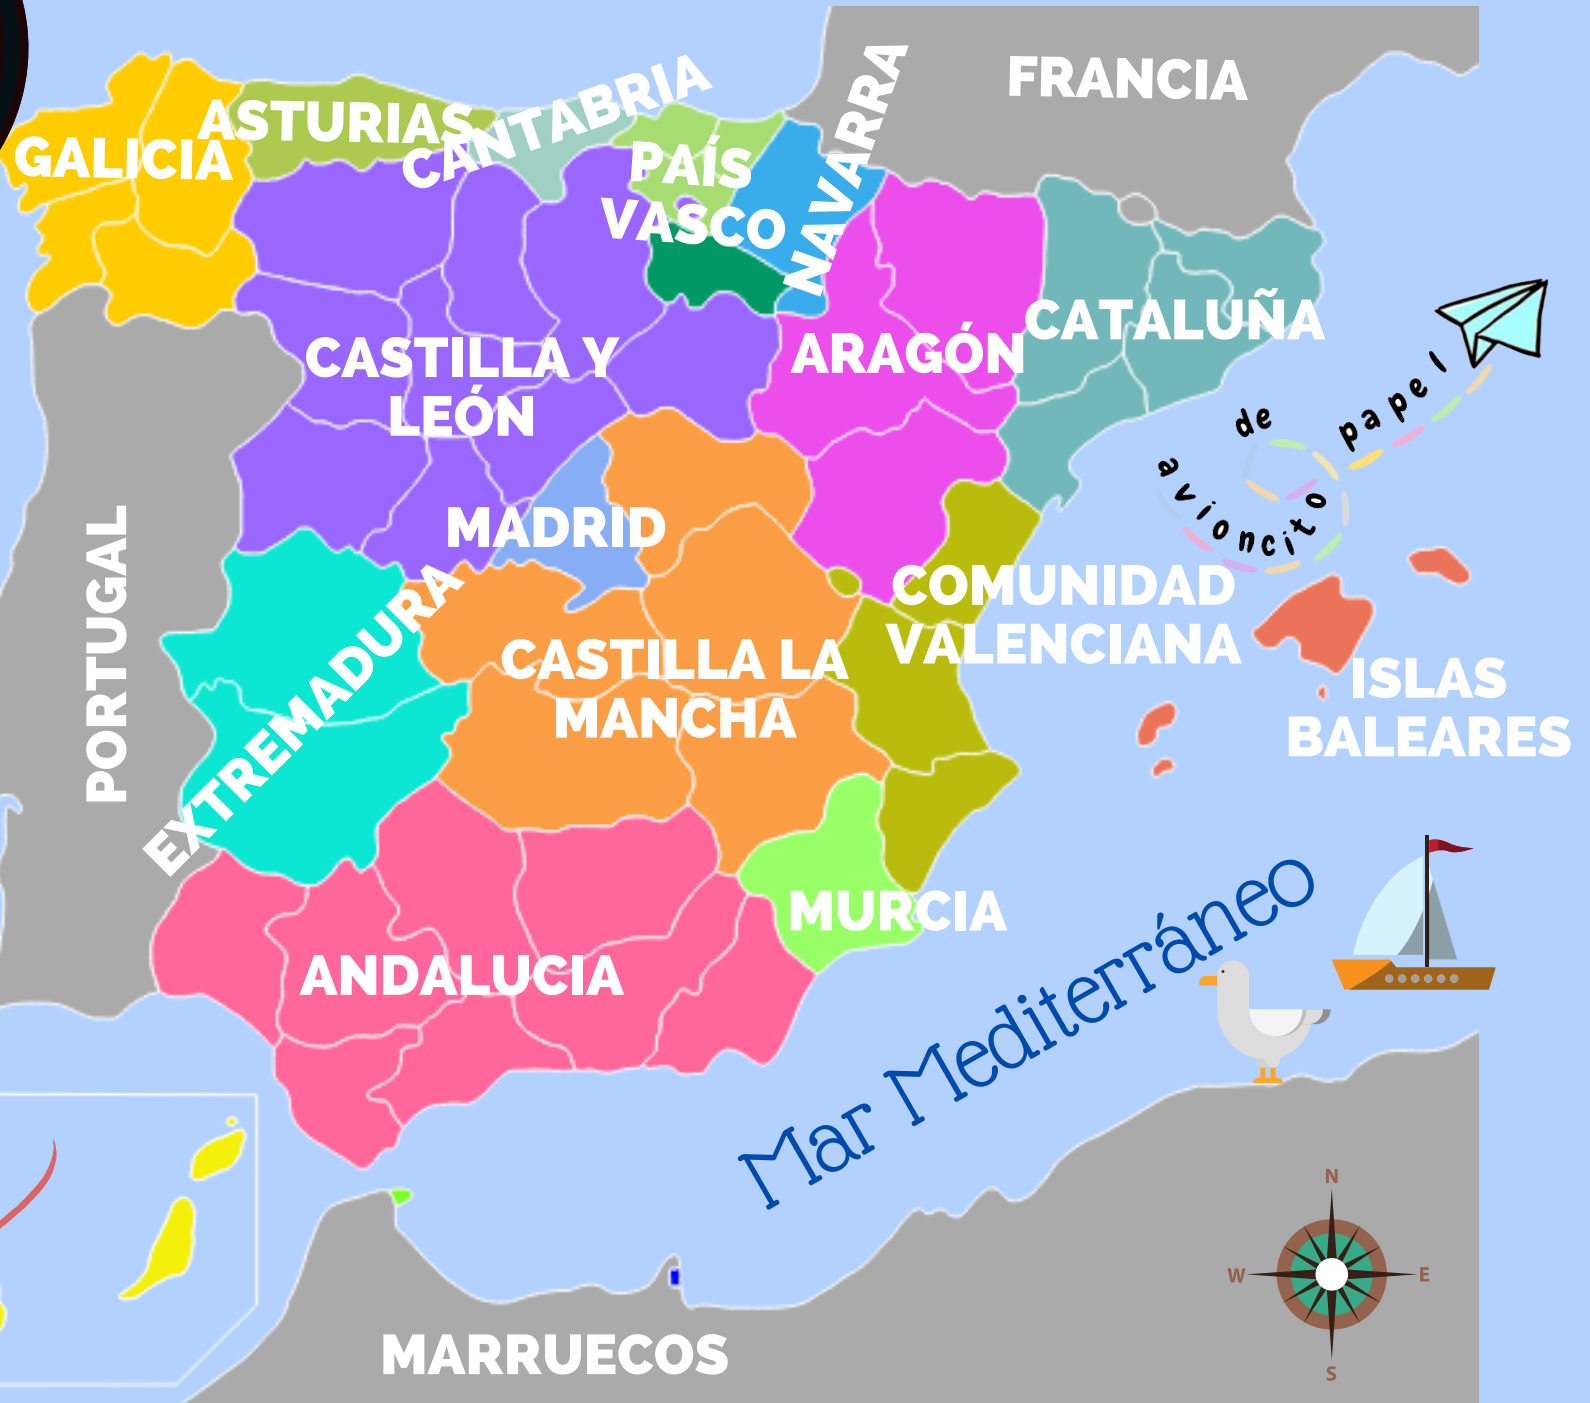 FRANCIA
NAVARRA
CANTABRIA
ASTURIAS
GALICIA
PAÍS
VASCO
CATALUÑA
ARAGÓN
CASTILLA Y
LEÓN
avioncito
de
papel
MADRID
PORTUGAL
EXTREMADURA
COMUNIDAD
VALENCIANA
CASTILLA LA
MANCHA
ISLAS
BALEARES
MURCIA
ANDALUCIA
Mar Mediterráneo
MARRUECOS
N
W
E
S